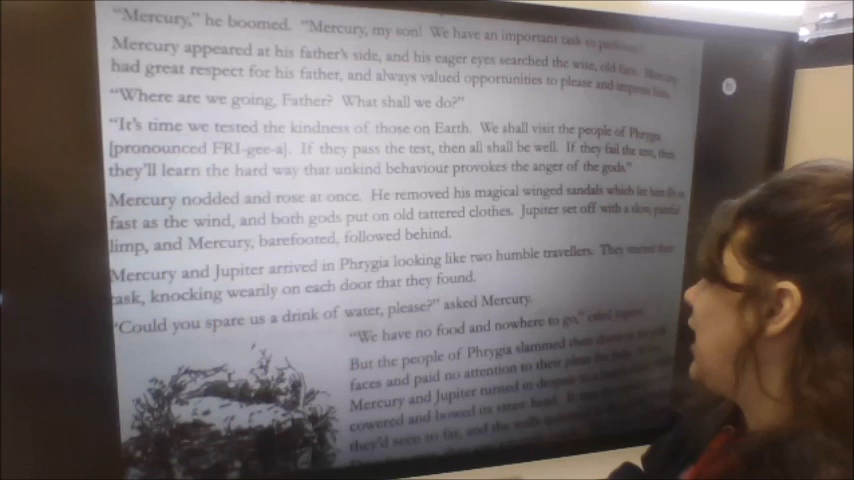 "Mercury," he boomed. "Mercury, my son! We have an important task to perform."
Mercury appeared at his father's side, and his eager eyes searched the wise, old face. Mercury
had great respect for his father, and always valued opportunities to please and impress him.
"Where are we going, Father? What shall we do?"
"It's time we tested the kindness of those on Earth. We shall visit the people of Phrygia
[pronounced FRI-gee-a]. If they pass the test, then all shall be well. If they fail the test, then
they'll learn the hard way that unkind behaviour provokes the anger of the gods."
Mercury nodded and rose at once. He removed his magical winged sandals which let him fly as
fast as the wind, and both gods put on old tattered clothes. Jupiter set off with a slow, painful
limp, and Mercury, barefooted, followed behind.
Mercury and Jupiter arrived in Phrygia looking like two humble travellers. They started their
task, knocking wearily on each door that they found.
"Could you spare us a drink of water, please?" asked Mercury.
"We have no food and nowhere to go," cried Jupiter.
But the people of Phrygia slammed their doors in
faces and paid no attention to their pleas for help.
Mercury and Jupiter turned in despair to
cowered and bowed its straw head. It was
they'd seen so far, and the walls